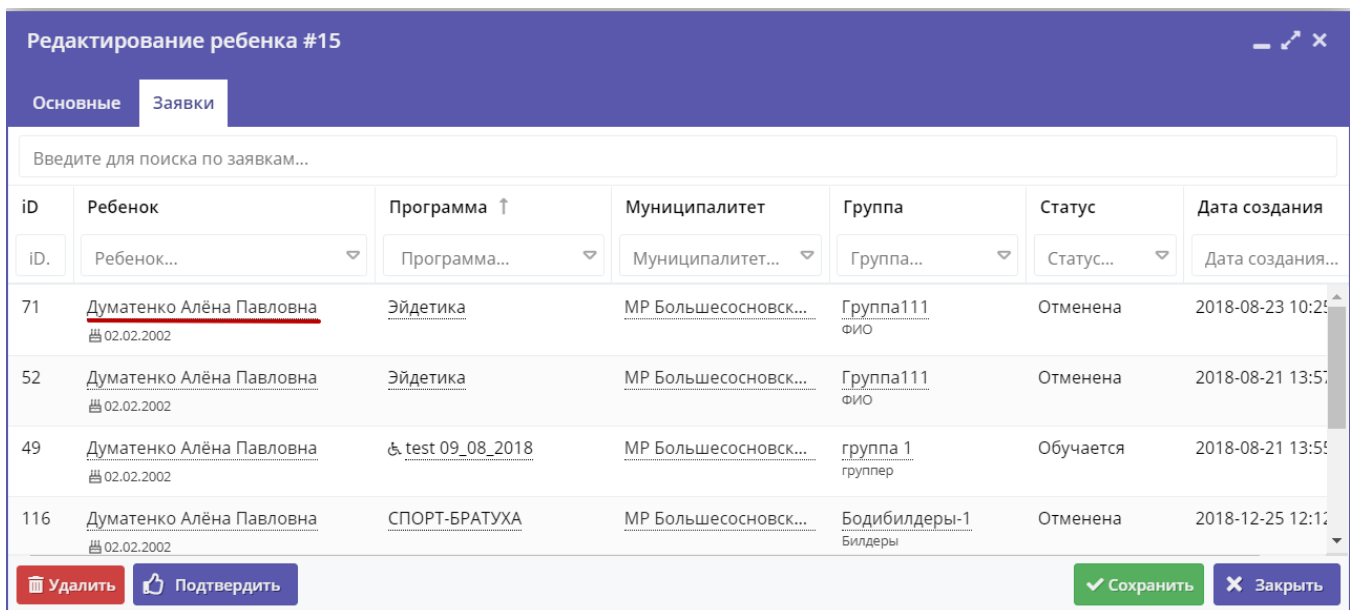 Редактирование ребенка #15
Основные Заявки
Введите для поиска по заявкам...
iD Ребенок Программа ↑ Муниципалитет Группа Статус Дата создания
iD. Ребенок... Программа... Муниципалитет... Группа... Статус... Дата создания...
71 Думатенко Алёна Павловна Эйдетика МР Большесосновск... Группа111 Отменена 2018-08-23 10:25
02.02.2002 ФИО
52 Думатенко Алёна Павловна Эйдетика МР Большесосновск... Группа111 Отменена 2018-08-21 13:57
02.02.2002 ФИО
49 Думатенко Алёна Павловна test 09_08_2018 МР Большесосновск... группа 1 Обучается 2018-08-21 13:55
02.02.2002 группер
116 Думатенко Алёна Павловна СПОРТ-БРАТУХА МР Большесосновск... Бодибилдеры-1 Отменена 2018-12-25 12:12
02.02.2002 Билдеры
Удалить Подтвердить Сохранить Закрыть